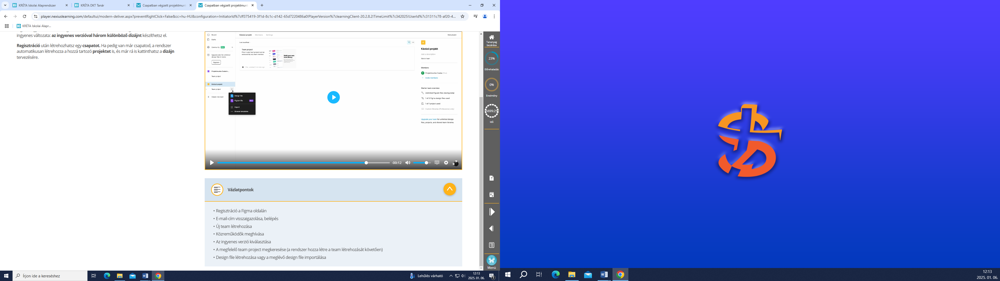 KRÉTA Iskolai Alaprendszer
KRÉTA DKT Tanár
Csapatban végzett projektmun
Csapatban végzett projektmun
player.nexiuslearning.com/defaultui/modern-deliver.aspx?preventRightClick=False&cc=hu-HU&configuration=InitiatorId%7cff375419-3f1d-8c1c-d142-65d7220486a0!PlayerVersion%7clearningClient-20.2.8.2!TimeLimit%7c342025!UserId%7c31311c78-af20-4...
KRÉTA Iskolai Alapr...
ingyenes változata: az ingyenes verzióval három különböző dizájnt készíthetsz el.
Regisztráció után létrehozhatsz egy csapatot. Ha pedig van már csapatod, a rendszer
automatikusan létrehozza a hozzá tartozó projektet is, és már rá is kattinthatsz a dizájn
tervezésére.
Recent
Drafts
Community Beta
Upgrade plan for unlimited
design files in teams.
Upgrade
Projektmunka Csaba's ...
Team project
Kávézó projekt
Team project
Create new team
Design file
FigJam file Beta
Import
Browse templates
Kávézó projekt Members Settings
New project
Last modified
Team project
Files in your team project can be
accessed by any team member.
Build your own
team library
Kávézó projekt
Add a description
Starter team
Members
P Projektmunka Csaba (You)
Invite members
Starter team overview
Unlimited FigJam files (during beta)
1 of 3 Figma design files used
1 of 1 project used
Custom libraries (Professional only)
Upgrade your team for unlimited design
files, projects, and shared team libraries.
-00:12
Vázlatpontok
• Regisztráció a Figma oldalán
• E-mail-cím visszaigazolása, belépés
• Új team létrehozása
• Közreműködők meghívása
• Az ingyenes verzió kiválasztása
• A megfelelő team project megkeresése (a rendszer hozza létre a team létrehozását követően)
• Design file létrehozása vagy a meglévő design file importálása
Tananyag
bezárása
23%
Előrehaladás
0%
Eredmény
5699:25
Idő
Menü
Írjon ide a kereséshez
Lehűlés várható
12:13
2025. 01. 06.
1
12:13
2025. 01. 06.